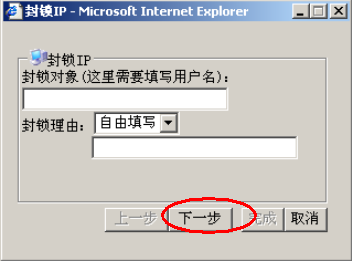 封锁IP - Microsoft Internet Explorer
封锁IP
封锁对象(这里需要填写用户名):
封锁理由: 自由填写
上一步 下一步 完成 取消